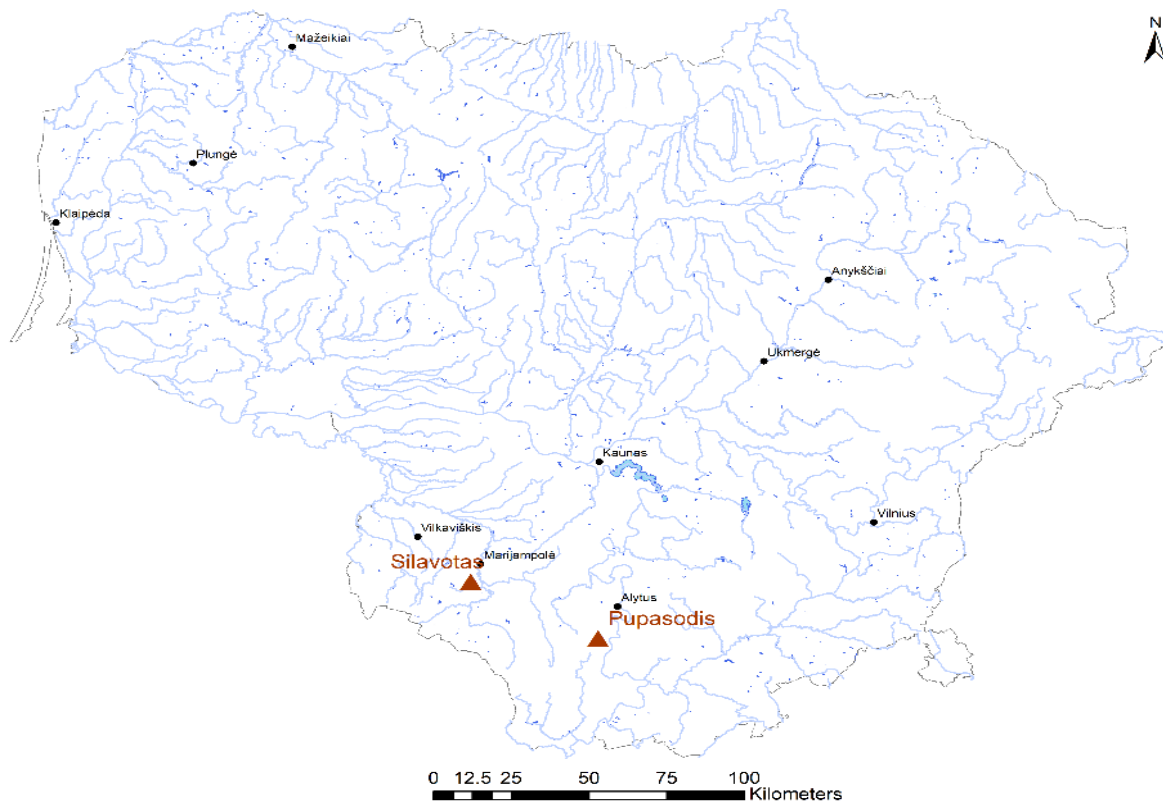 N
Mažeikiai
Plungė
Klaipėda
Anykščiai
Ukmergė
Kaunas
Vilnius
Vilkaviškis
Marijampolė
Silavotas
Alytus
Pupasodis
0 12.5 25 50 75 100
Kilometers